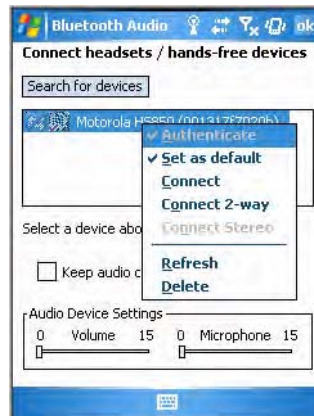 Bluetooth Audio ok
Connect headsets / hands-free devices
Search for devices
Motorola HS850 (001317f7020b)
Authenticate
Set as default
Connect
Connect 2-way
Connect Stereo
Refresh
Delete
Select a device abo
Keep audio c
Audio Device Settings
0 Volume 15 0 Microphone 15